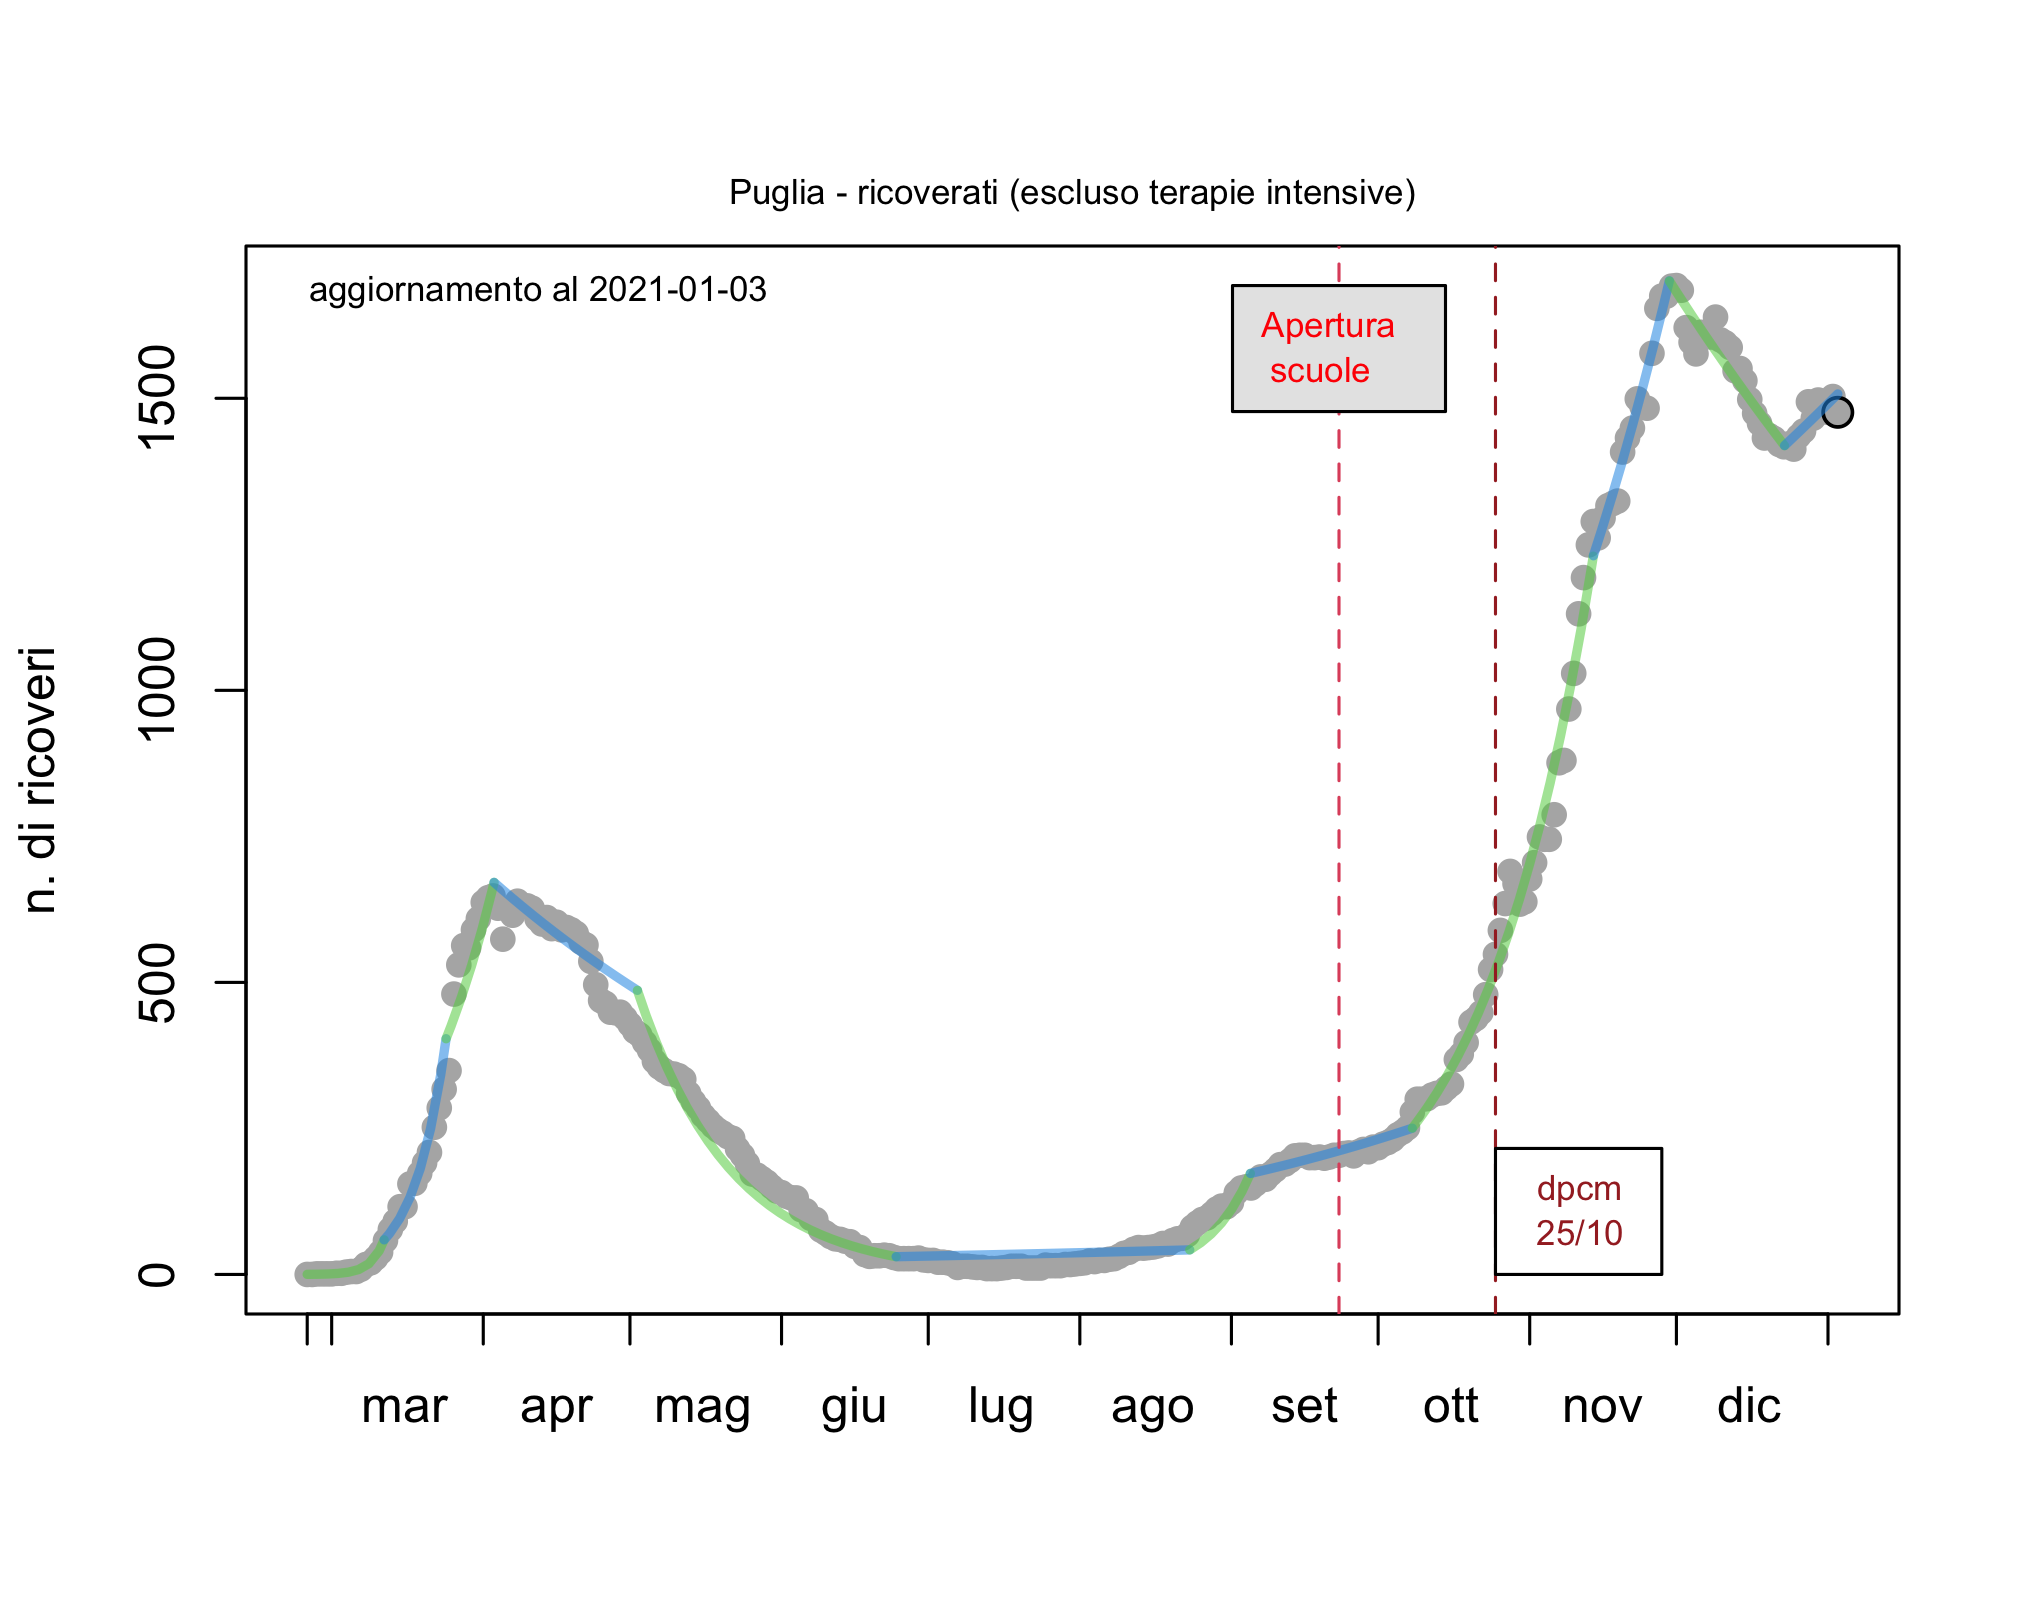 Puglia - ricoverati (escluso terapie intensive)
aggiornamento al 2021-01-03
Apertura
scuole
dpcm
25/10
n. di ricoveri
1500
1000
500
0
mar apr mag giu lug ago set ott nov dic